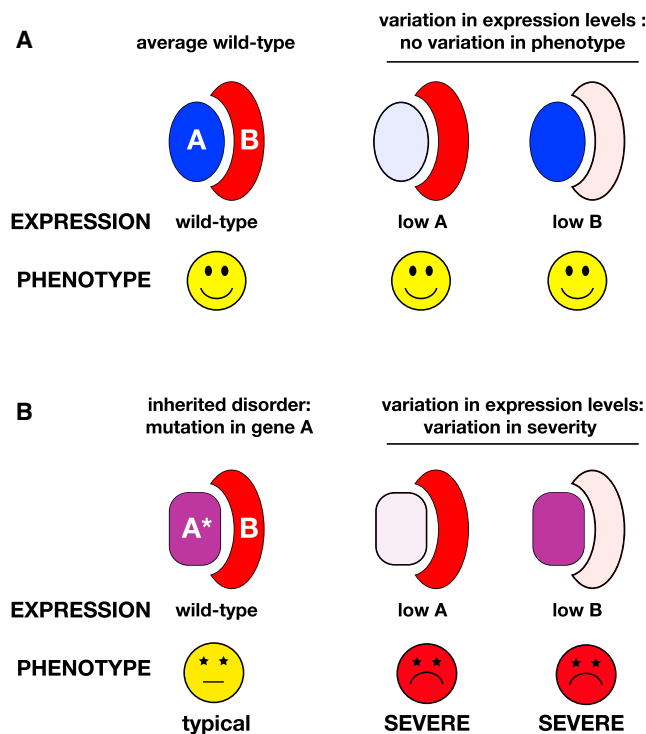 A
average wild-type
variation in expression levels :
no variation in phenotype
A B
EXPRESSION wild-type low A low B
PHENOTYPE
B
inherited disorder:
mutation in gene A
variation in expression levels:
variation in severity
A* B
EXPRESSION wild-type low A low B
PHENOTYPE
typical SEVERE SEVERE